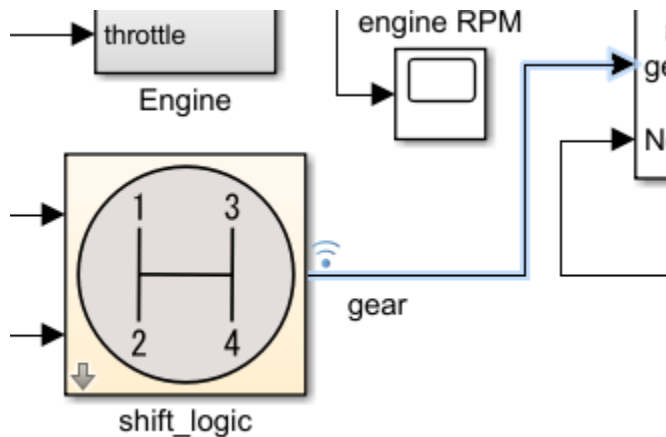 engine RPM
throttle
Engine
1 3
2 4
gear
shift_logic